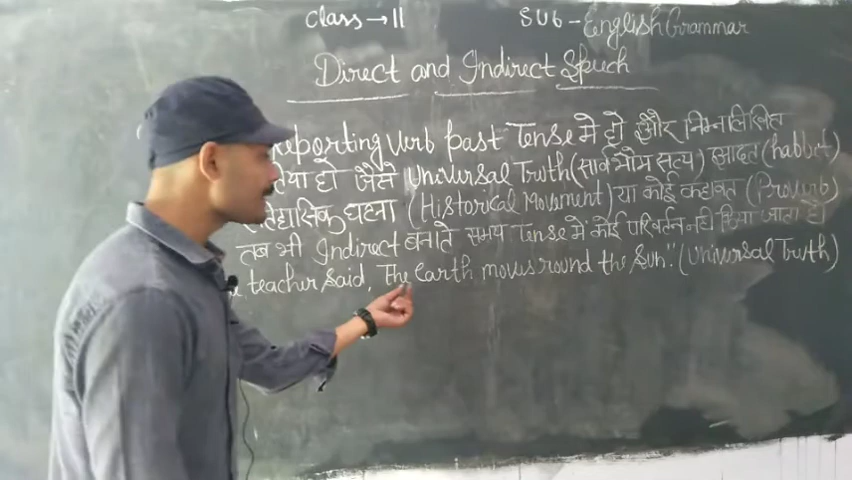 Class → 11 SUB - English Grammar
Direct and Indirect Speech
Reporting Verb past Tense में हो और निम्नलिखित
हो जैसे Universal Truth (सार्वभौम सत्य) आदत (habbit)
घटना (Historical Movement) या कोई कहावत (Proverb)
तब भी Indirect बनाते समय Tense में कोई परिवर्तन नही किया जाता है।
teacher said, The earth moves round the Sun." (Universal Truth)